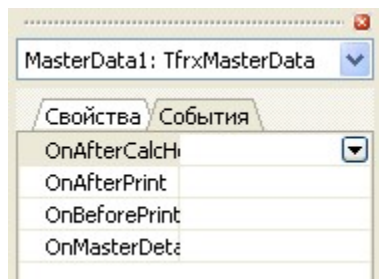 MasterData1: TfrxMasterData
Свойства События
OnAfterCalcH
OnAfterPrint
OnBeforePrint
OnMasterDeta